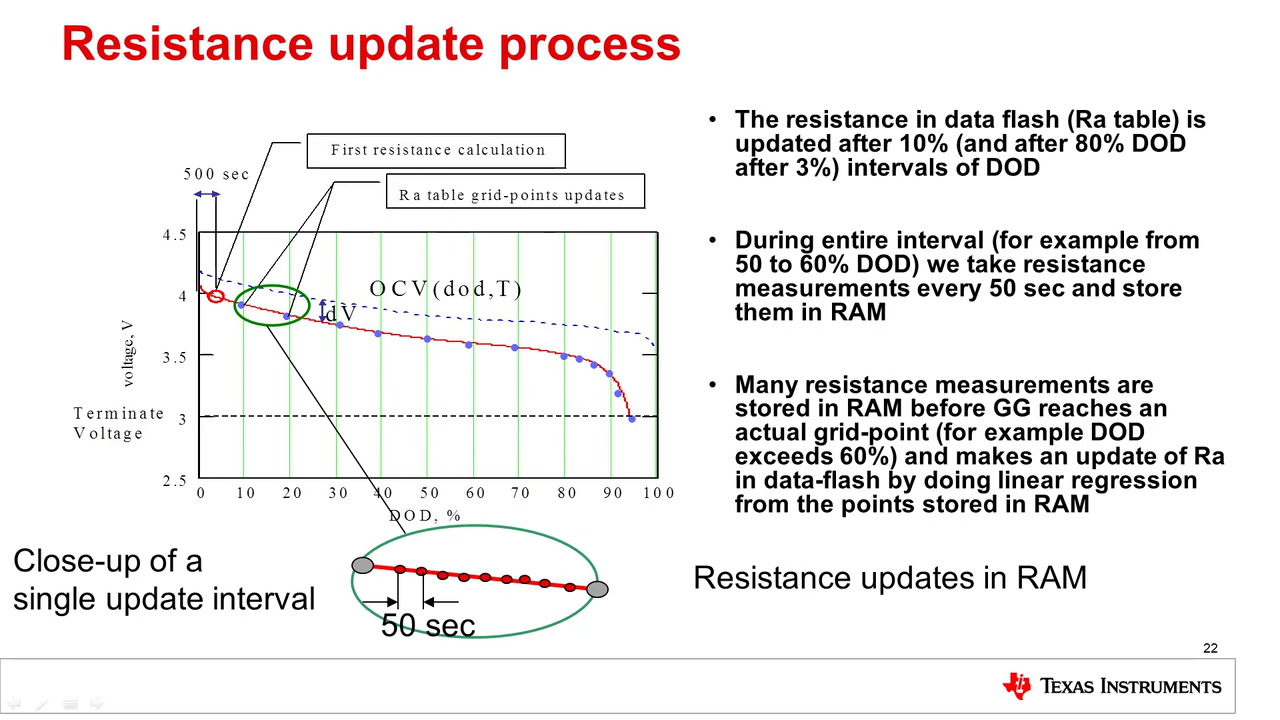 Resistance update process
First resistance calculation
500 sec
Ra table grid-points updates
4.5
4
3.5
3
2.5
voltage, V
OCV(dod,T)
dV
Terminate
Voltage
0 10 20 30 40 50 60 70 80 90 100
DOD, %
Close-up of a
single update interval
50 sec
• The resistance in data flash (Ra table) is
updated after 10% (and after 80% DOD
after 3%) intervals of DOD
• During entire interval (for example from
50 to 60% DOD) we take resistance
measurements every 50 sec and store
them in RAM
• Many resistance measurements are
stored in RAM before GG reaches an
actual grid-point (for example DOD
exceeds 60%) and makes an update of Ra
in data-flash by doing linear regression
from the points stored in RAM
Resistance updates in RAM
22
TEXAS INSTRUMENTS